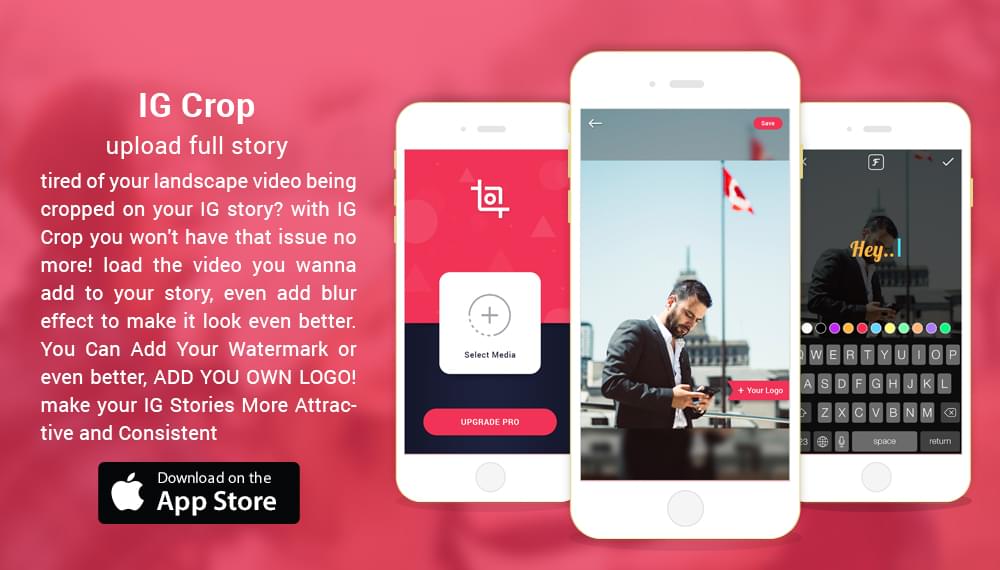 IG Crop
upload full story
tired of your landscape video being
cropped on your IG story? with IG
Crop you won't have that issue no
more! load the video you wanna
add to your story, even add blur
effect to make it look even better.
You Can Add Your Watermark or
even better, ADD YOU OWN LOGO!
make your IG Stories More Attrac-
tive and Consistent
Download on the
App Store
Select Media
UPGRADE PRO
Save
+ Your Logo
F
Hey..
Q W E R T Y U I O P
A S D F G H J K L
Z X C V B N M
23 space return